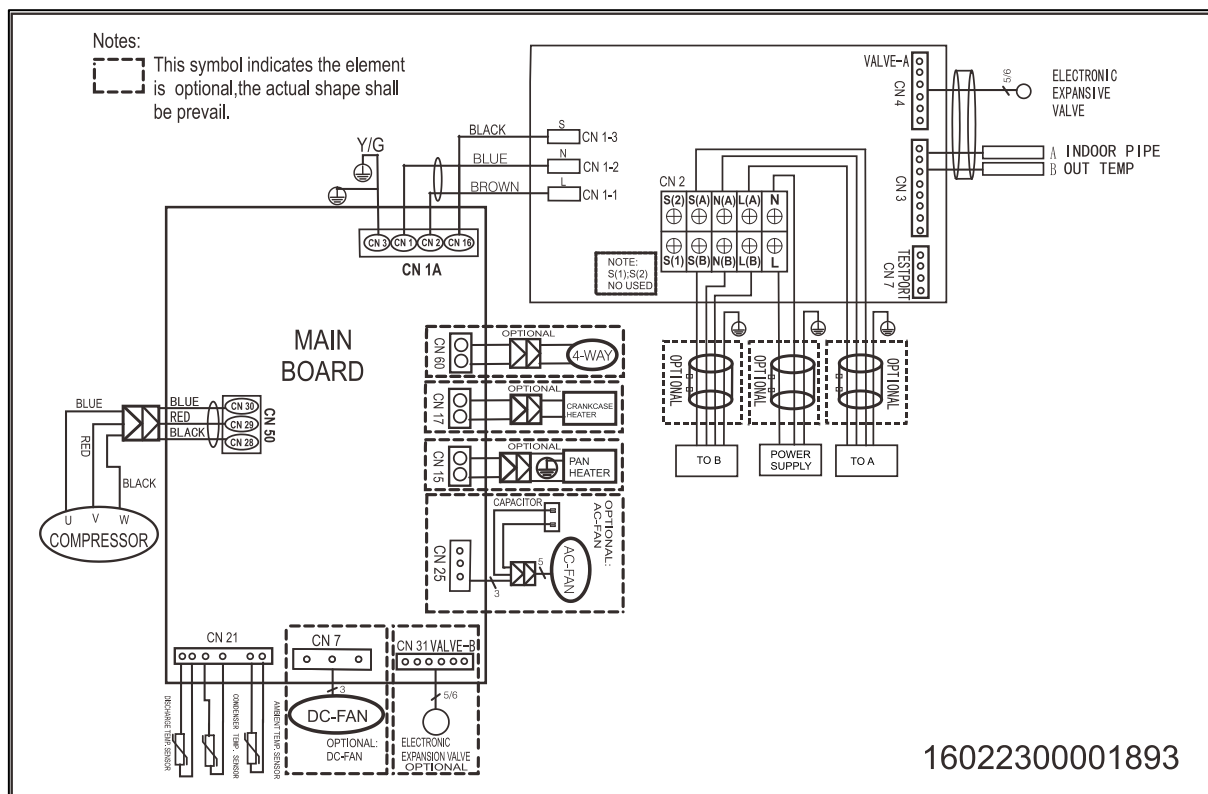 Notes:
This symbol indicates the element
is optional,the actual shape shall
be prevail.
VALVE-A
CN 4
5/6
ELECTRONIC
EXPANSIVE
VALVE
BLACK
S
CN 1-3
Y/G
BLUE
N
CN 1-2
BROWN
L
CN 1-1
A INDOOR PIPE
B OUT TEMP
CN 3
CN 2
S(2) S(A) N(A) L(A) N
S(1) S(B) N(B) L(B) L
NOTE:
S(1);S(2)
NO USED
TESTPORT
CN 7
CN 3 CN 1 CN 2 CN 16
CN 1A
MAIN
BOARD
OPTIONAL
CN 60
4-WAY
OPTIONAL
OPTIONAL
OPTIONAL
OPTIONAL
CN 17
CRANKCASE
HEATER
OPTIONAL
CN 15
PAN
HEATER
TO B
POWER
SUPPLY
TO A
BLUE
BLUE
RED
BLACK
CN 30
CN 29
CN 28
CN 50
RED
BLACK
U V W
COMPRESSOR
CAPACITOR
OPTIONAL:
AC-FAN
CN 25
3
5
AC-FAN
CN 21
DISCHARGE TEMP. SENSOR
CONDENSER TEMP. SENSOR
AMBIENT TEMP. SENSOR
CN 7
3
DC-FAN
OPTIONAL:
DC-FAN
CN 31 VALVE-B
5/6
ELECTRONIC
EXPANSION VALVE
OPTIONAL
16022300001893